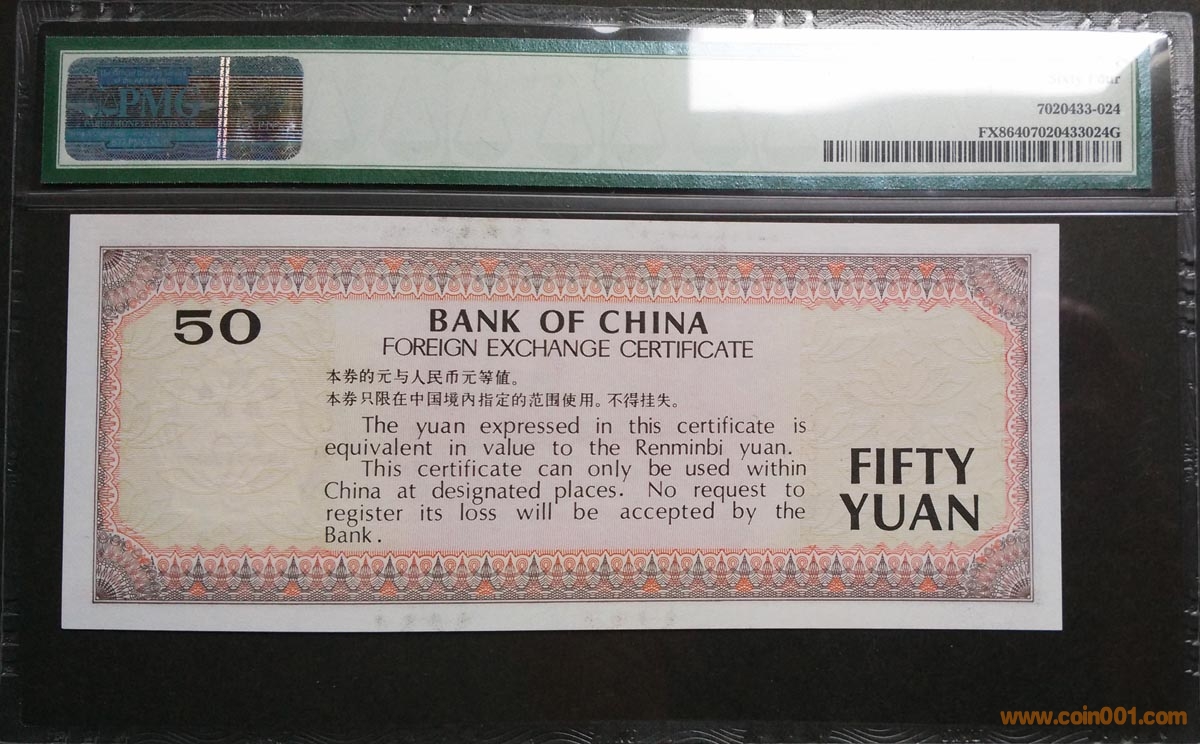 PMG
Sixty Four
7020433-024
FX86407020433024G
50
BANK OF CHINA
FOREIGN EXCHANGE CERTIFICATE
本券的元与人民币元等値。
本券只限在中国境内指定的范围使用。不得挂失。
The yuan expressed in this certificate is
equivalent in value to the Renminbi yuan.
This certificate can only be used within
China at designated places. No request to
register its loss will be accepted by the
Bank.
FIFTY
YUAN
www.coin001.com